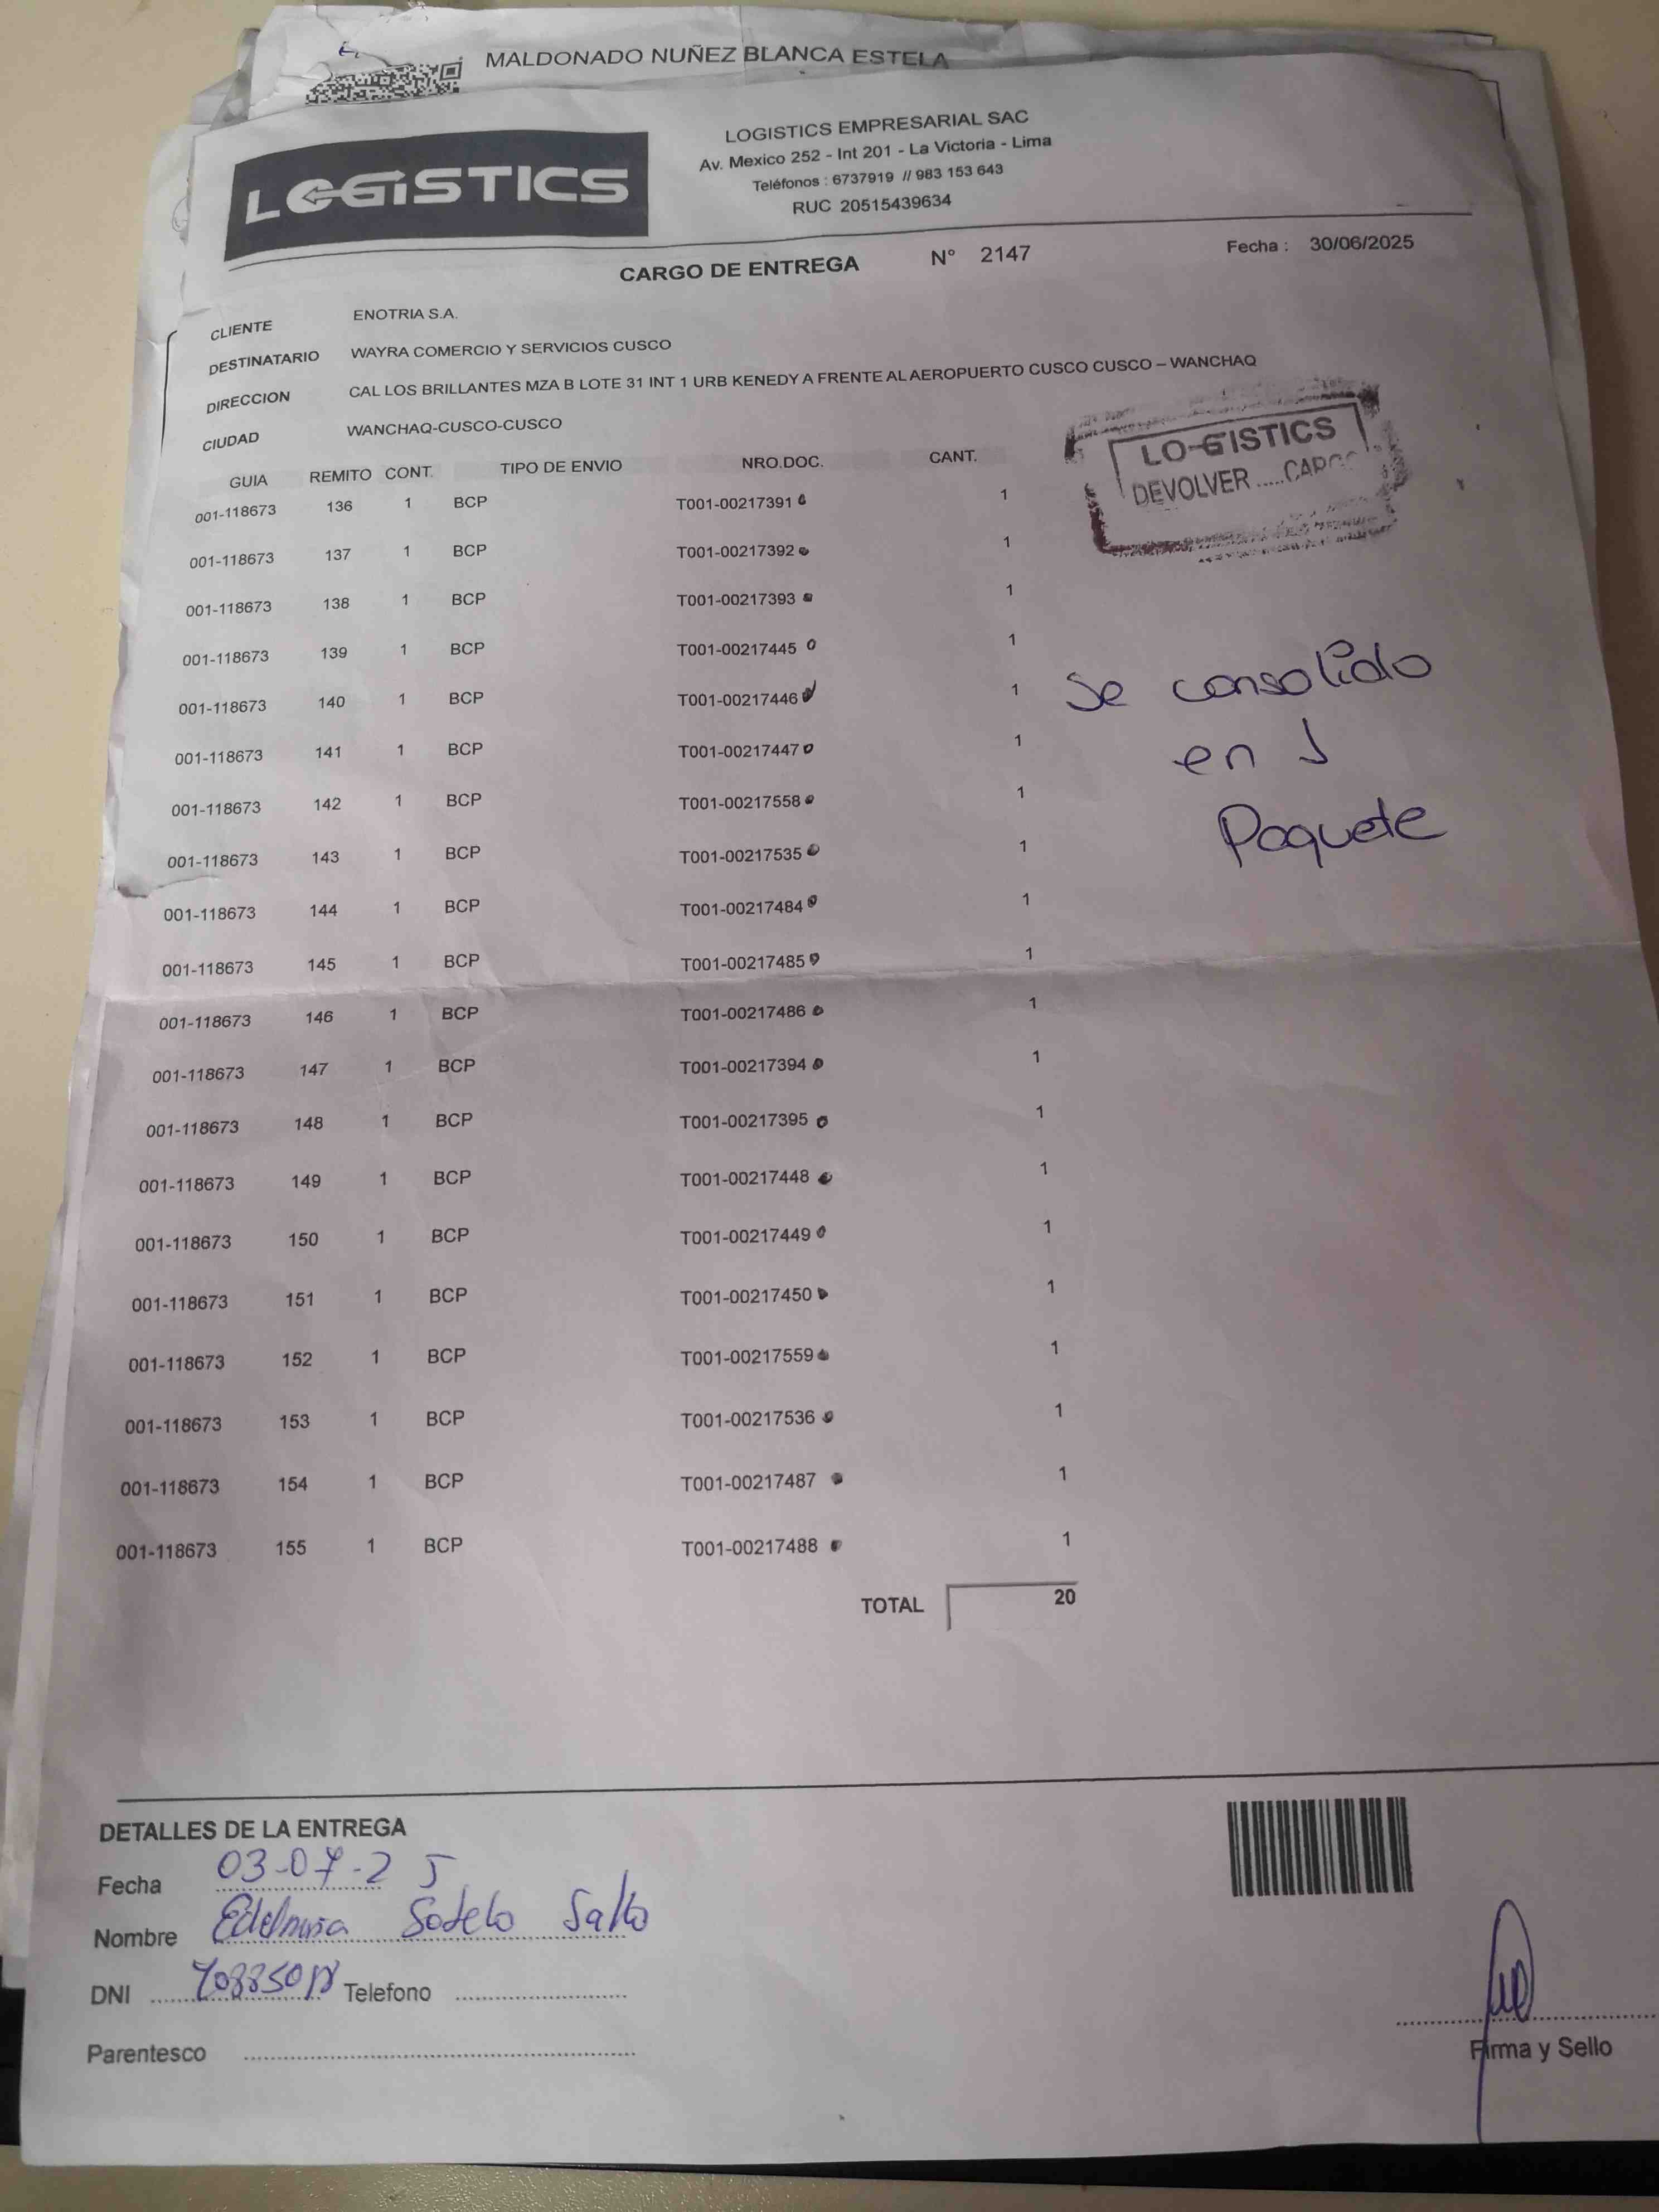 MALDONADO NUÑEZ BLANCA ESTELA
LOGISTICS
LOGISTICS EMPRESARIAL SAC
Av. Mexico 252 - Int 201 - La Victoria - Lima
Teléfonos : 6737919 // 983 153 643
RUC 20515439634
CARGO DE ENTREGA N° 2147 Fecha : 30/06/2025
CLIENTE ENOTRIA S.A.
DESTINATARIO WAYRA COMERCIO Y SERVICIOS CUSCO
DIRECCION CAL LOS BRILLANTES MZA B LOTE 31 INT 1 URB KENEDY A FRENTE AL AEROPUERTO CUSCO CUSCO – WANCHAQ
CIUDAD WANCHAQ-CUSCO-CUSCO
LOGISTICS
DEVOLVER ..... CARGO
GUIA REMITO CONT. TIPO DE ENVIO NRO.DOC. CANT.
001-118673 136 1 BCP T001-00217391 1
001-118673 137 1 BCP T001-00217392 1
001-118673 138 1 BCP T001-00217393 1
001-118673 139 1 BCP T001-00217445 1
001-118673 140 1 BCP T001-00217446 1
001-118673 141 1 BCP T001-00217447 1
001-118673 142 1 BCP T001-00217558 1
001-118673 143 1 BCP T001-00217535 1
001-118673 144 1 BCP T001-00217484 1
001-118673 145 1 BCP T001-00217485 1
001-118673 146 1 BCP T001-00217486 1
001-118673 147 1 BCP T001-00217394 1
001-118673 148 1 BCP T001-00217395 1
001-118673 149 1 BCP T001-00217448 1
001-118673 150 1 BCP T001-00217449 1
001-118673 151 1 BCP T001-00217450 1
001-118673 152 1 BCP T001-00217559 1
001-118673 153 1 BCP T001-00217536 1
001-118673 154 1 BCP T001-00217487 1
001-118673 155 1 BCP T001-00217488 1
Se consolido
en 1
Paquete
TOTAL 20
DETALLES DE LA ENTREGA
Fecha 03-07-25
Nombre Sotelo
DNI Telefono
Parentesco
Firma y Sello